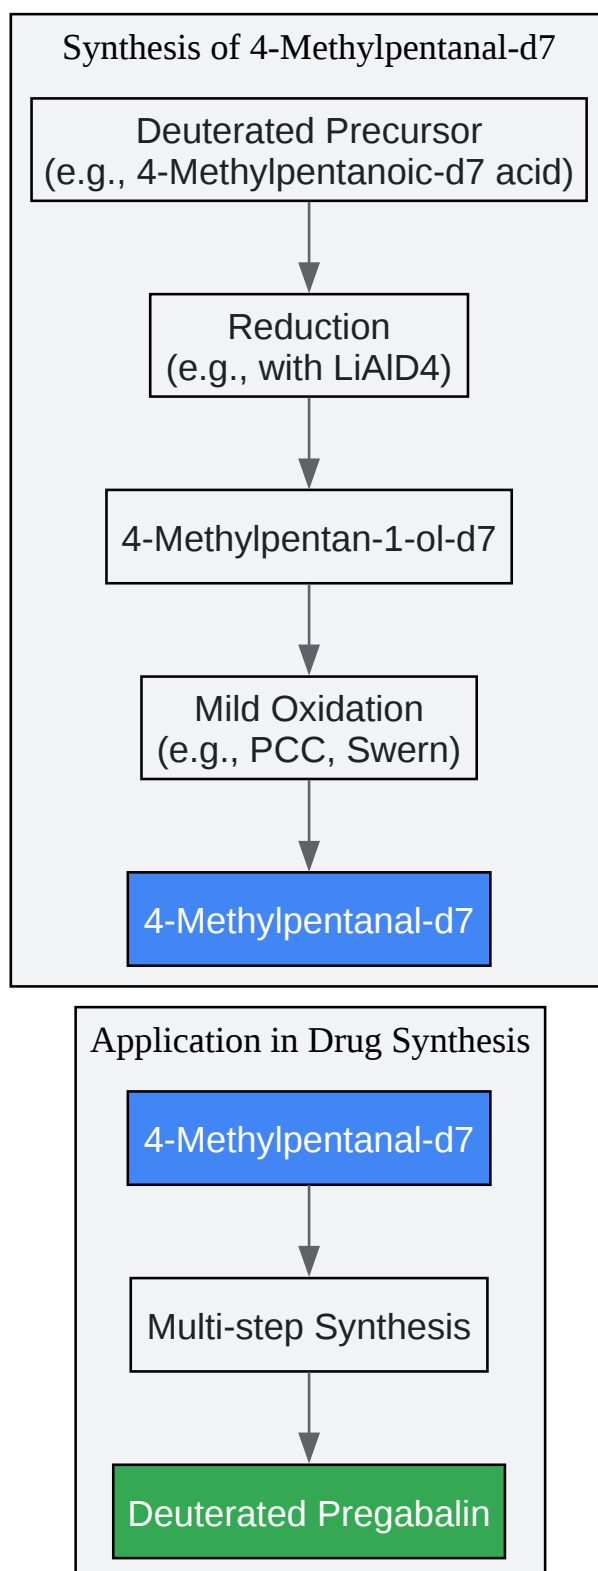 Synthesis of 4-Methylpentanal-d7
Deuterated Precursor
(e.g., 4-Methylpentanoic-d7 acid)
Reduction
(e.g., with LiAlD4)
4-Methylpentan-1-ol-d7
Mild Oxidation
(e.g., PCC, Swern)
4-Methylpentanal-d7
Application in Drug Synthesis
4-Methylpentanal-d7
Multi-step Synthesis
Deuterated Pregabalin